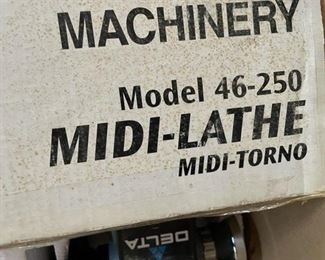 MACHINERY
Model 46-250
MIDI-LATHE
MIDI-TORNO
DELTA